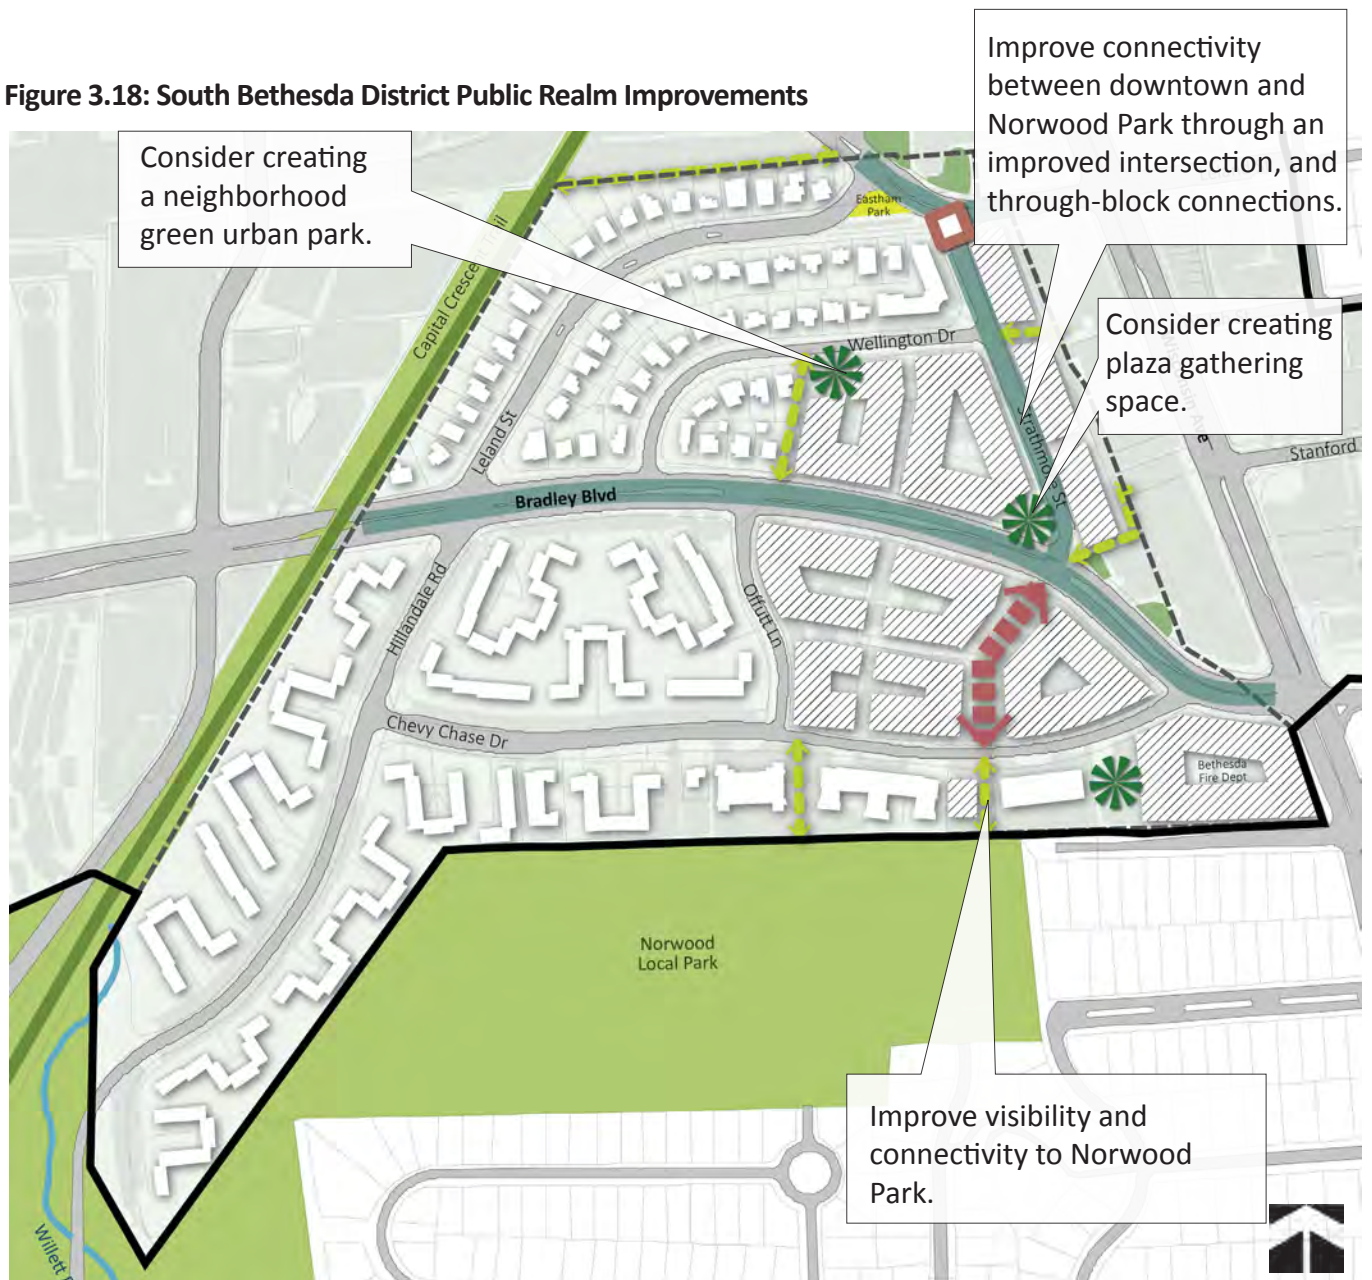 Figure 3.18: South Bethesda District Public Realm Improvements
Improve connectivity
between downtown and
Norwood Park through an
improved intersection, and
through-block connections.
Consider creating
a neighborhood
green urban park.
Eastham
Park
Capital Crescent Trail
Consider creating
plaza gathering
space.
Wellington Dr
Leland St
Strathmore St
Stanford
Bradley Blvd
Hillandale Rd
Offutt Ln
Chevy Chase Dr
Bethesda
Fire Dept
Norwood
Local Park
Improve visibility and
connectivity to Norwood
Park.
Willett